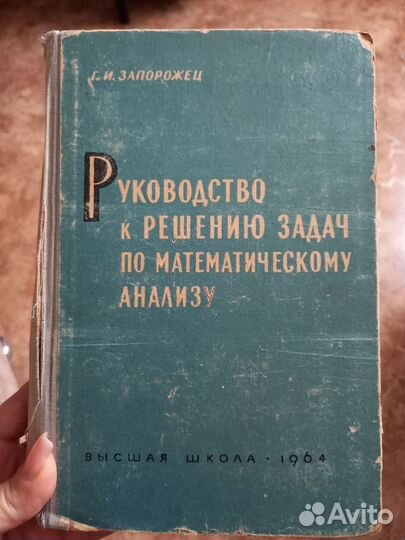 Г. И. ЗАПОРОЖЕЦ
РУКОВОДСТВО
К РЕШЕНИЮ ЗАДАЧ
ПО МАТЕМАТИЧЕСКОМУ
АНАЛИЗУ
ВЫСШАЯ ШКОЛА · 1964
Avito